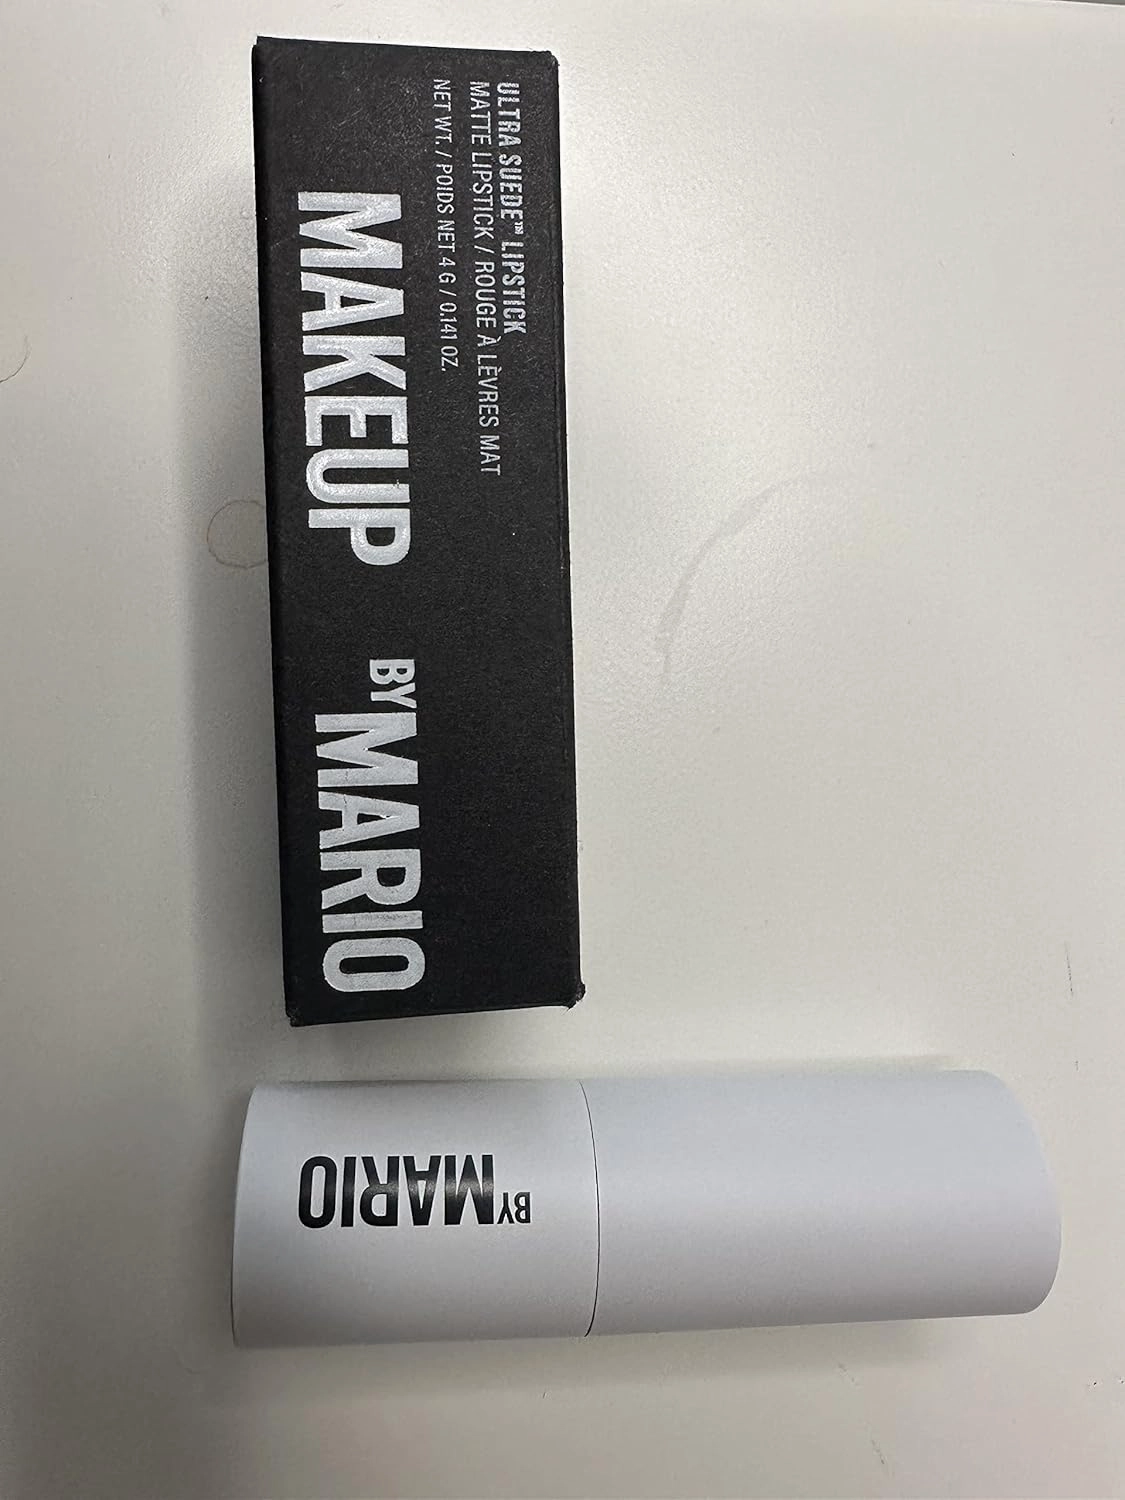 ULTRA SUEDE™ LIPSTICK
MATTE LIPSTICK / ROUGE À LÈVRES MAT
NET WT. / POIDS NET 4 G / 0.141 OZ.
MAKEUP BY MARIO
BY MARIO